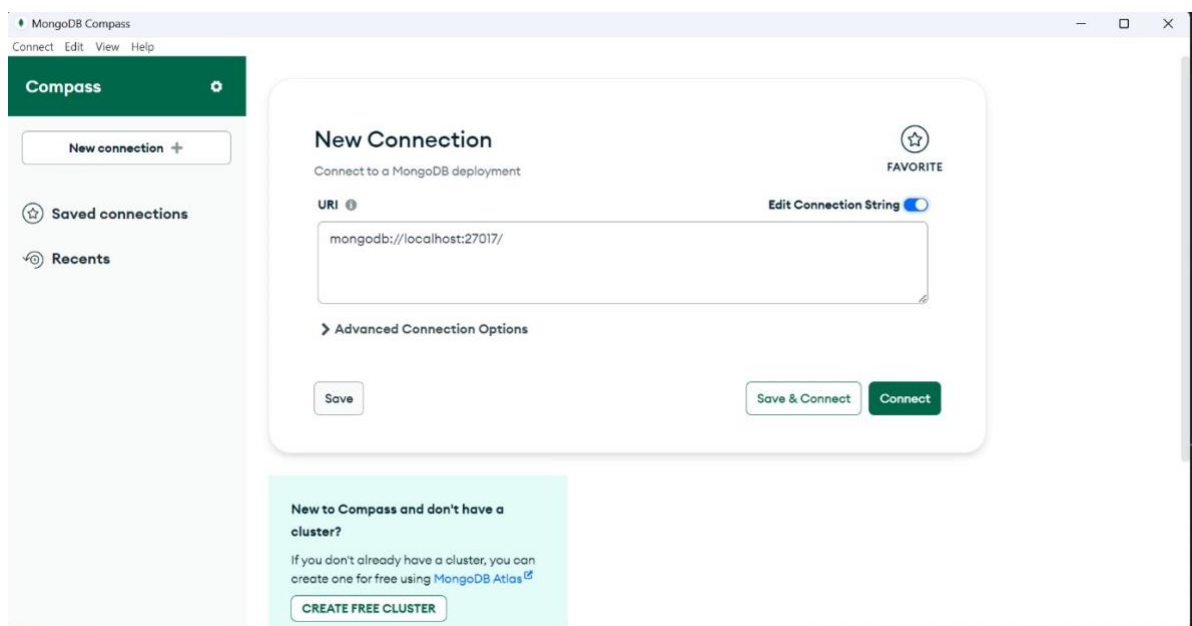 MongoDB Compass
Connect Edit View Help
Compass
New connection +
Saved connections
Recents
New Connection
Connect to a MongoDB deployment
FAVORITE
URI
Edit Connection String
mongodb://localhost:27017/
Advanced Connection Options
Save
Save & Connect
Connect
New to Compass and don't have a
cluster?
If you don't already have a cluster, you can
create one for free using MongoDB Atlas
CREATE FREE CLUSTER